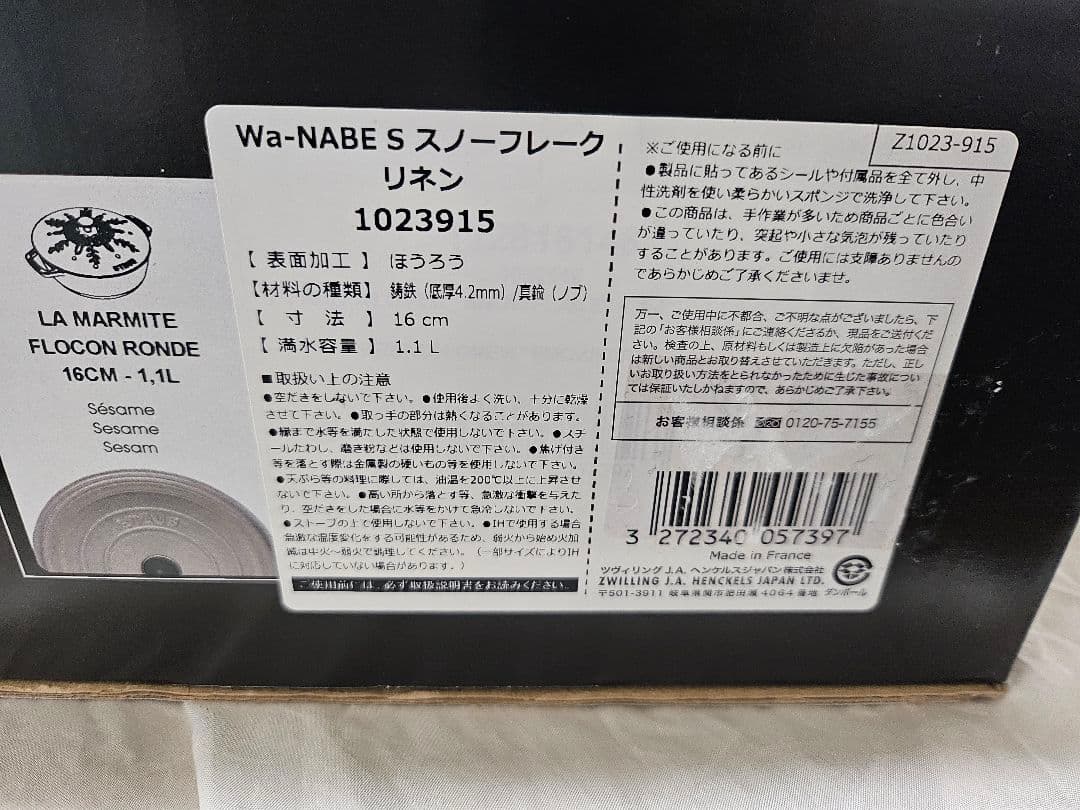 LA MARMITE
FLOCON RONDE
16CM - 1,1L
Sésame
Sesame
Sesam
STAUB
Wa-NABE S スノーフレーク
リネン
1023915
【 表面加工 】 ほうろう
【材料の種類】 鋳鉄（底厚4.2mm）/真鍮（ノブ）
【 寸 法 】 16 cm
【 満水容量 】 1.1 L
■取扱い上の注意
●空だきをしないで下さい。●使用後よく洗い、十分に乾燥
させて下さい。●取っ手の部分は熱くなることがあります。
●縁まで水等を満たした状態で使用しないで下さい。●スチ
ールたわし、磨き粉などは使用しないで下さい。●焦げ付き
等を落とす際は金属製の硬いもの等を使用しないで下さい。
●天ぷら等の料理に際しては、油温を200℃以上に上昇させ
ないで下さい。●高い所から落とす等、急激な衝撃を与えた
り、空だきをした場合に水等をかけて急冷しないで下さい。
●ストーブの上で使用しないで下さい。●IHで使用する場合
急激な温度変化をする可能性があるため、弱火から始め火加
減は中火～弱火で調理してください。（一部サイズによりIH
に対応していない場合があります。）
ご使用前には、必ず取扱説明書をお読みください。
Z1023-915
※ご使用になる前に
●製品に貼ってあるシールや付属品を全て外し、中
性洗剤を使い柔らかいスポンジで洗浄して下さい。
●この商品は、手作業が多いため商品ごとに色合い
が違っていたり、突起や小さな気泡が残っていたり
することがあります。ご使用には支障ありませんの
であらかじめご了承くださいませ。
万一、ご使用中に不都合、ご不明な点がございましたら、下
記の「お客様相談係」にご連絡くださるか、現品をご送付くだ
さい。検査の上、原材料もしくは製造上に欠陥があった場合
は新しい商品とお取り替えさせていただきます。ただし、正し
いお取り扱い方法をとられなかったために生じた事故につい
ては保証いたしかねますので、あらかじめご了承下さい。
お客様相談係 0120-75-7155
3 272340 057397
Made in France
ツヴィリング J.A. ヘンケルスジャパン株式会社
ZWILLING J.A. HENCKELS JAPAN LTD.
〒501-3911 岐阜県関市肥田瀬4064番地
ダンボール